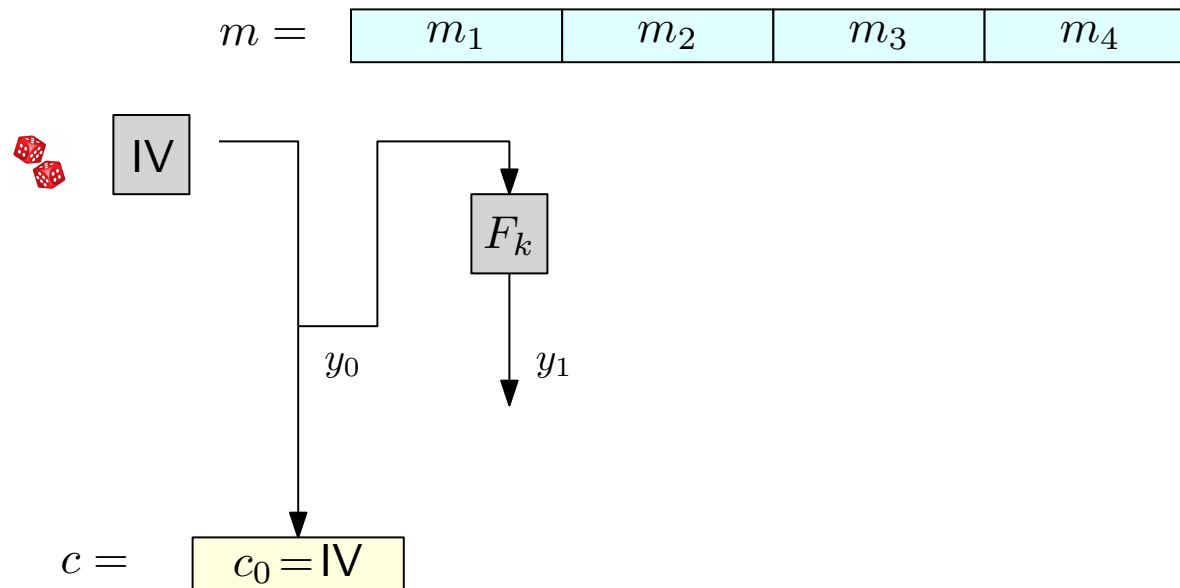 m = m₁ m₂ m₃ m₄
IV
Fₖ
y₀ y₁
c = c₀ = IV